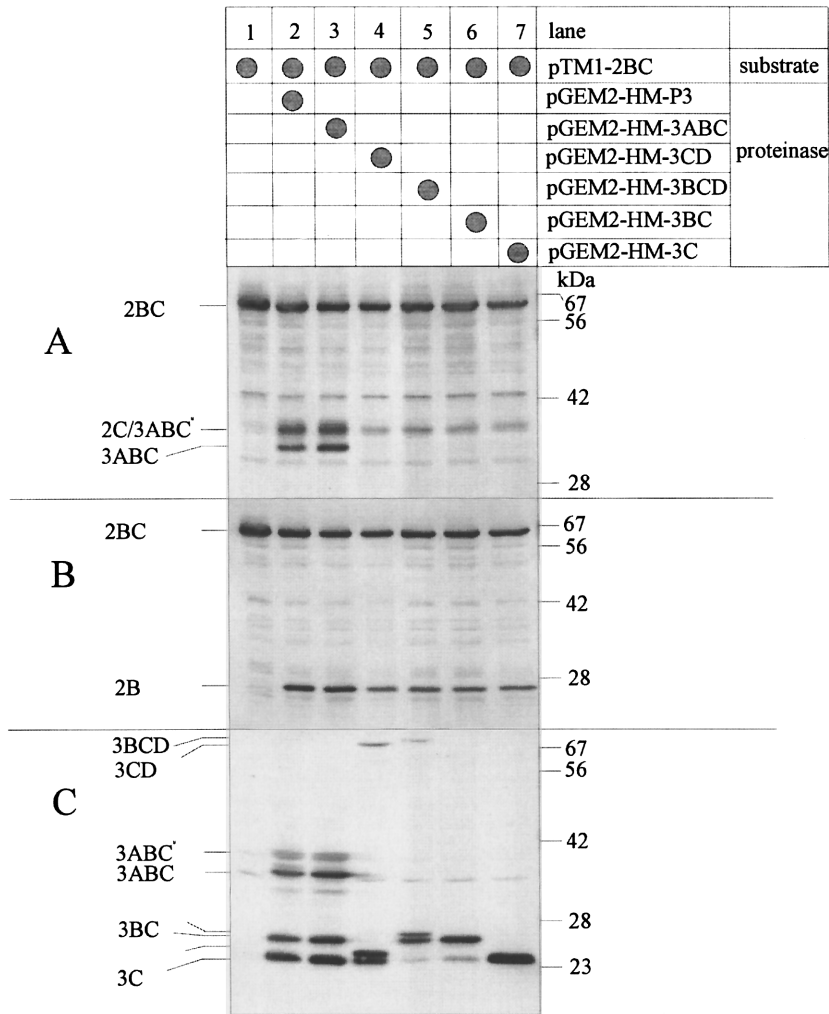 1 2 3 4 5 6 7 lane
pTM1-2BC substrate
pGEM2-HM-P3
pGEM2-HM-3ABC
pGEM2-HM-3CD proteinase
pGEM2-HM-3BCD
pGEM2-HM-3BC
pGEM2-HM-3C
kDa
A
2BC 67
56
42
2C/3ABC*
3ABC
28
B
2BC 67
56
42
2B 28
C
3BCD 67
3CD 56
3ABC* 42
3ABC
3BC 28
3C 23